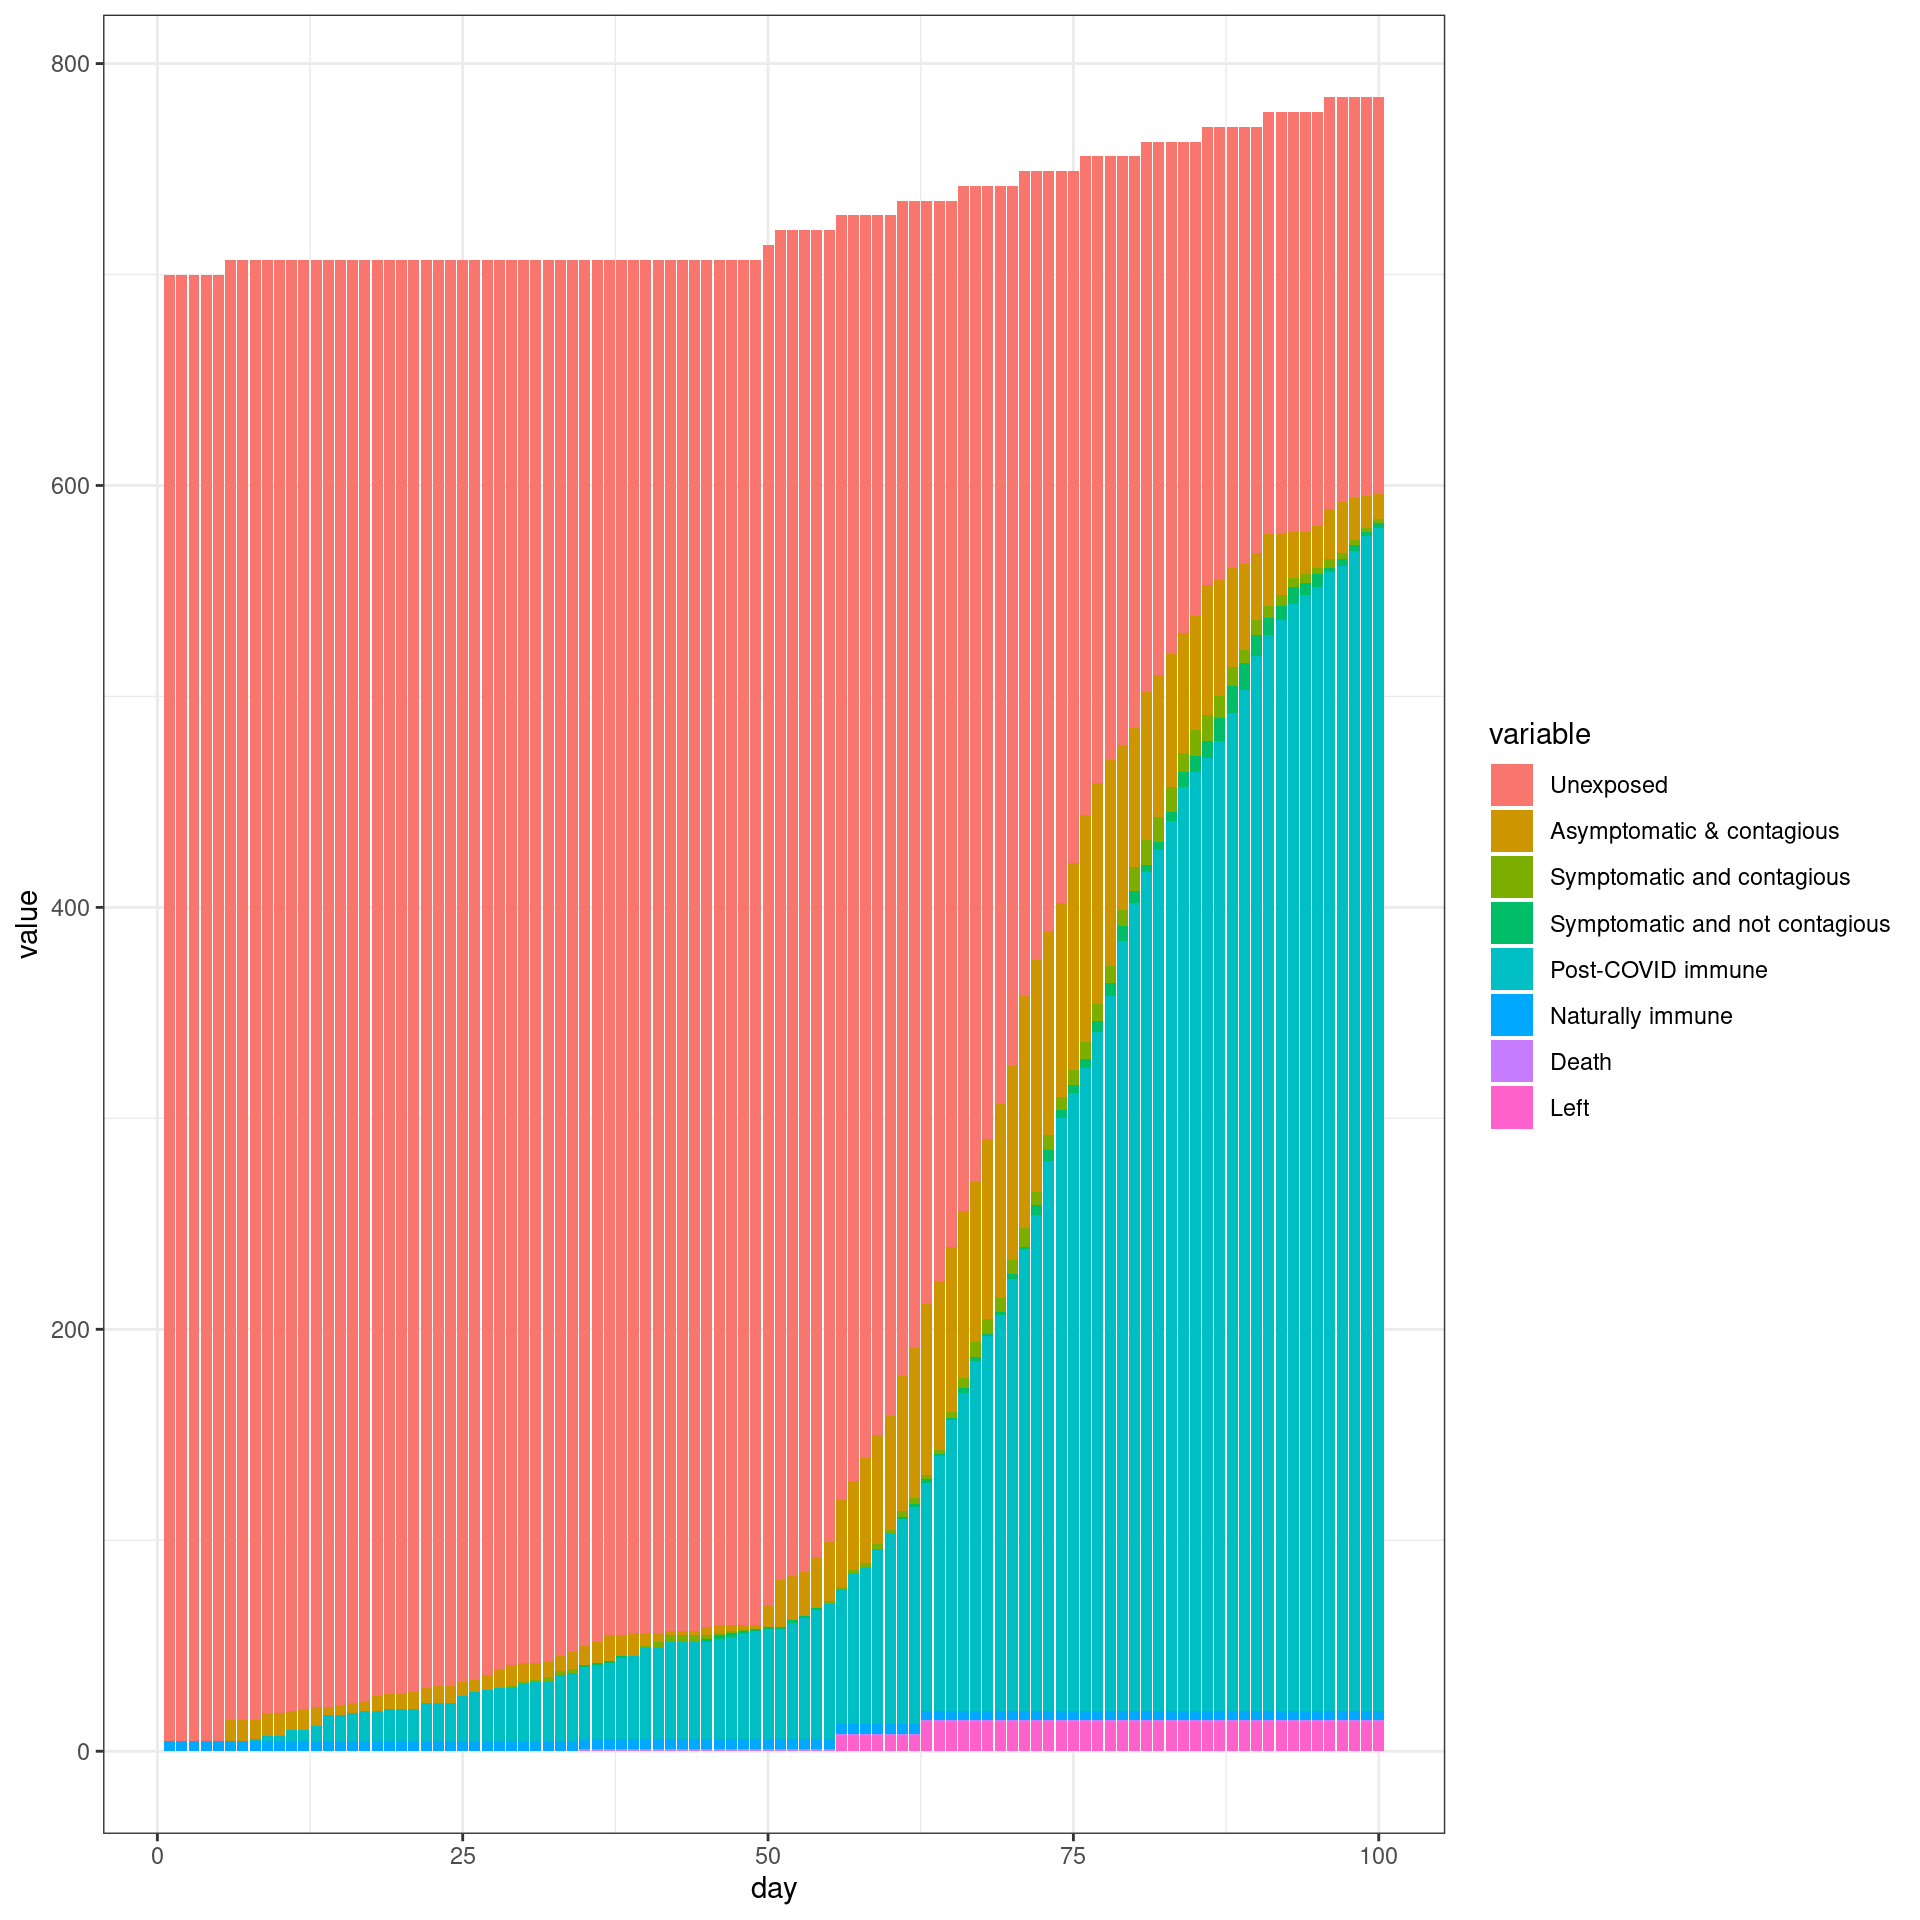 800
600
400
200
0
value
0 25 50 75 100
day
variable
Unexposed
Asymptomatic & contagious
Symptomatic and contagious
Symptomatic and not contagious
Post-COVID immune
Naturally immune
Death
Left